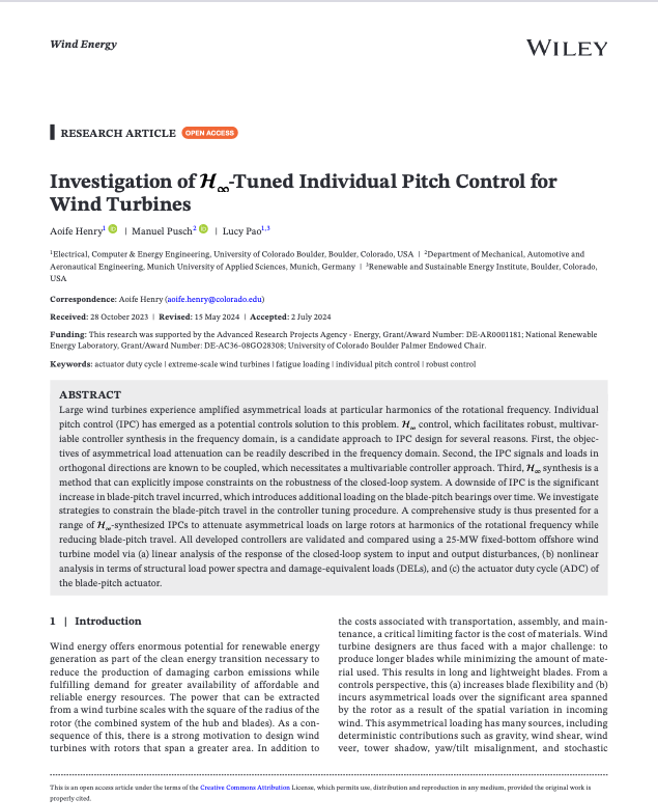 Wind Energy
WILEY
RESEARCH ARTICLE OPEN ACCESS
Investigation of ℋ∞-Tuned Individual Pitch Control for
Wind Turbines
Aoife Henry1 iD | Manuel Pusch2 iD | Lucy Pao1,3
1Electrical, Computer & Energy Engineering, University of Colorado Boulder, Boulder, Colorado, USA | 2Department of Mechanical, Automotive and
Aeronautical Engineering, Munich University of Applied Sciences, Munich, Germany | 3Renewable and Sustainable Energy Institute, Boulder, Colorado,
USA
Correspondence: Aoife Henry (aoife.henry@colorado.edu)
Received: 28 October 2023 | Revised: 15 May 2024 | Accepted: 2 July 2024
Funding: This research was supported by the Advanced Research Projects Agency - Energy, Grant/Award Number: DE-AR0001181; National Renewable
Energy Laboratory, Grant/Award Number: DE-AC36-08GO28308; University of Colorado Boulder Palmer Endowed Chair.
Keywords: actuator duty cycle | extreme-scale wind turbines | fatigue loading | individual pitch control | robust control
ABSTRACT
Large wind turbines experience amplified asymmetrical loads at particular harmonics of the rotational frequency. Individual
pitch control (IPC) has emerged as a potential controls solution to this problem. ℋ∞ control, which facilitates robust, multivar-
iable controller synthesis in the frequency domain, is a candidate approach to IPC design for several reasons. First, the objec-
tives of asymmetrical load attenuation can be readily described in the frequency domain. Second, the IPC signals and loads in
orthogonal directions are known to be coupled, which necessitates a multivariable controller approach. Third, ℋ∞ synthesis is a
method that can explicitly impose constraints on the robustness of the closed-loop system. A downside of IPC is the significant
increase in blade-pitch travel incurred, which introduces additional loading on the blade-pitch bearings over time. We investigate
strategies to constrain the blade-pitch travel in the controller tuning procedure. A comprehensive study is thus presented for a
range of ℋ∞-synthesized IPCs to attenuate asymmetrical loads on large rotors at harmonics of the rotational frequency while
reducing blade-pitch travel. All developed controllers are validated and compared using a 25-MW fixed-bottom offshore wind
turbine model via (a) linear analysis of the response of the closed-loop system to input and output disturbances, (b) nonlinear
analysis in terms of structural load power spectra and damage-equivalent loads (DELs), and (c) the actuator duty cycle (ADC) of
the blade-pitch actuator.
1 | Introduction
Wind energy offers enormous potential for renewable energy
generation as part of the clean energy transition necessary to
reduce the production of damaging carbon emissions while
fulfilling demand for greater availability of affordable and
reliable energy resources. The power that can be extracted
from a wind turbine scales with the square of the radius of the
rotor (the combined system of the hub and blades). As a con-
sequence of this, there is a strong motivation to design wind
turbines with rotors that span a greater area. In addition to
the costs associated with transportation, assembly, and main-
tenance, a critical limiting factor is the cost of materials. Wind
turbine designers are thus faced with a major challenge: to
produce longer blades while minimizing the amount of mate-
rial used. This results in long and lightweight blades. From a
controls perspective, this (a) increases blade flexibility and (b)
incurs asymmetry loads over the significant area spanned
by the rotor as a result of the spatial variation in incoming
wind. This asymmetrical loading has many sources, including
deterministic contributions such as gravity, wind shear, wind
veer, tower shadow, yaw/tilt misalignment, and stochastic
This is an open access article under the terms of the Creative Commons Attribution License, which permits use, distribution and reproduction in any medium, provided the original work is
properly cited.